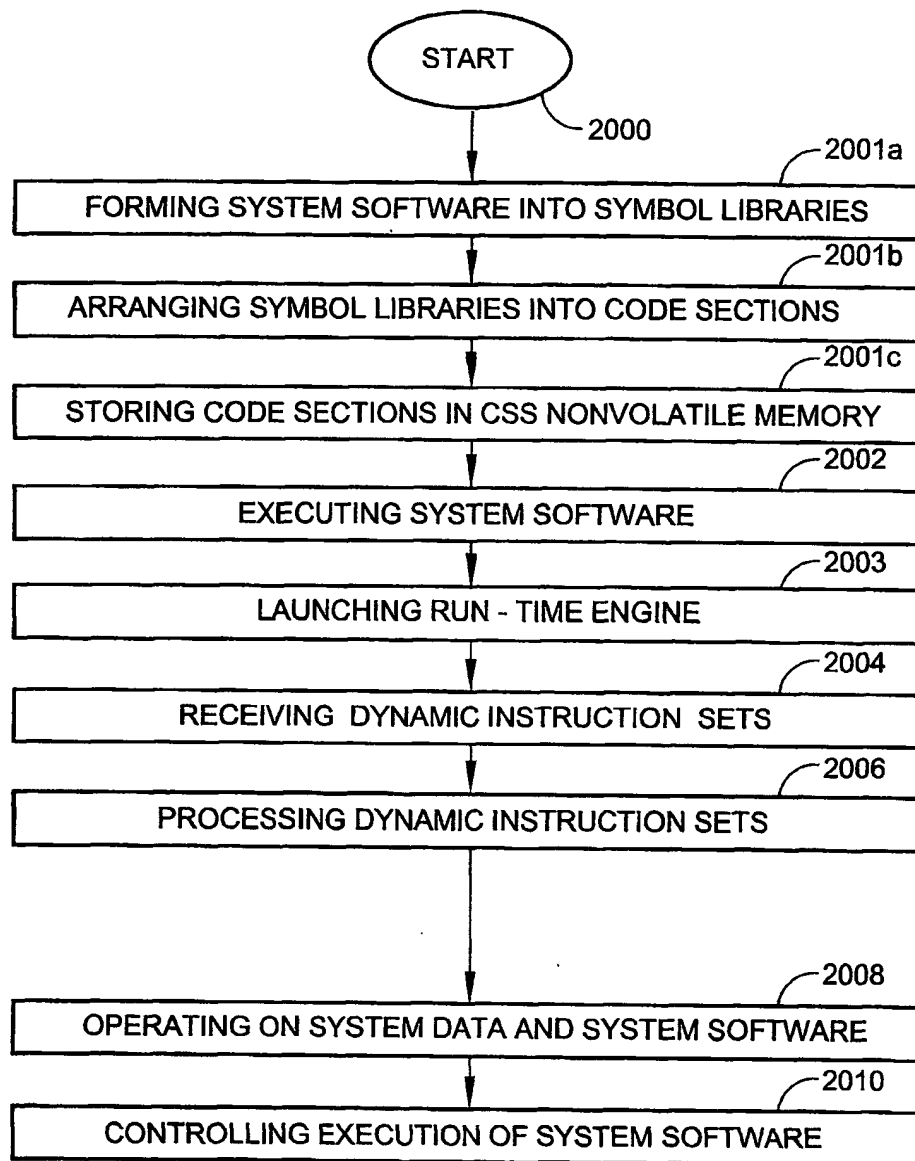 START
2000
2001a
FORMING SYSTEM SOFTWARE INTO SYMBOL LIBRARIES
2001b
ARRANGING SYMBOL LIBRARIES INTO CODE SECTIONS
2001c
STORING CODE SECTIONS IN CSS NONVOLATILE MEMORY
2002
EXECUTING SYSTEM SOFTWARE
2003
LAUNCHING RUN - TIME ENGINE
2004
RECEIVING DYNAMIC INSTRUCTION SETS
2006
PROCESSING DYNAMIC INSTRUCTION SETS
2008
OPERATING ON SYSTEM DATA AND SYSTEM SOFTWARE
2010
CONTROLLING EXECUTION OF SYSTEM SOFTWARE